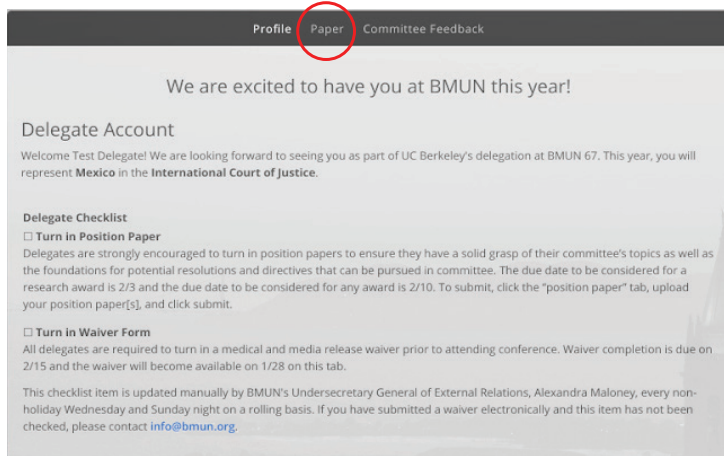 Profile Paper Committee Feedback
We are excited to have you at BMUN this year!
Delegate Account
Welcome Test Delegate! We are looking forward to seeing you as part of UC Berkeley's delegation at BMUN 67. This year, you will
represent Mexico in the International Court of Justice.
Delegate Checklist
☐ Turn in Position Paper
Delegates are strongly encouraged to turn in position papers to ensure they have a solid grasp of their committee's topics as well as
the foundations for potential resolutions and directives that can be pursued in committee. The due date to be considered for a
research award is 2/3 and the due date to be considered for any award is 2/10. To submit, click the "position paper" tab, upload
your position paper[s], and click submit.
☐ Turn in Waiver Form
All delegates are required to turn in a medical and media release waiver prior to attending conference. Waiver completion is due on
2/15 and the waiver will become available on 1/28 on this tab.
This checklist item is updated manually by BMUN's Undersecretary General of External Relations, Alexandra Maloney, every non-
holiday Wednesday and Sunday night on a rolling basis. If you have submitted a waiver electronically and this item has not been
checked, please contact info@bmun.org.